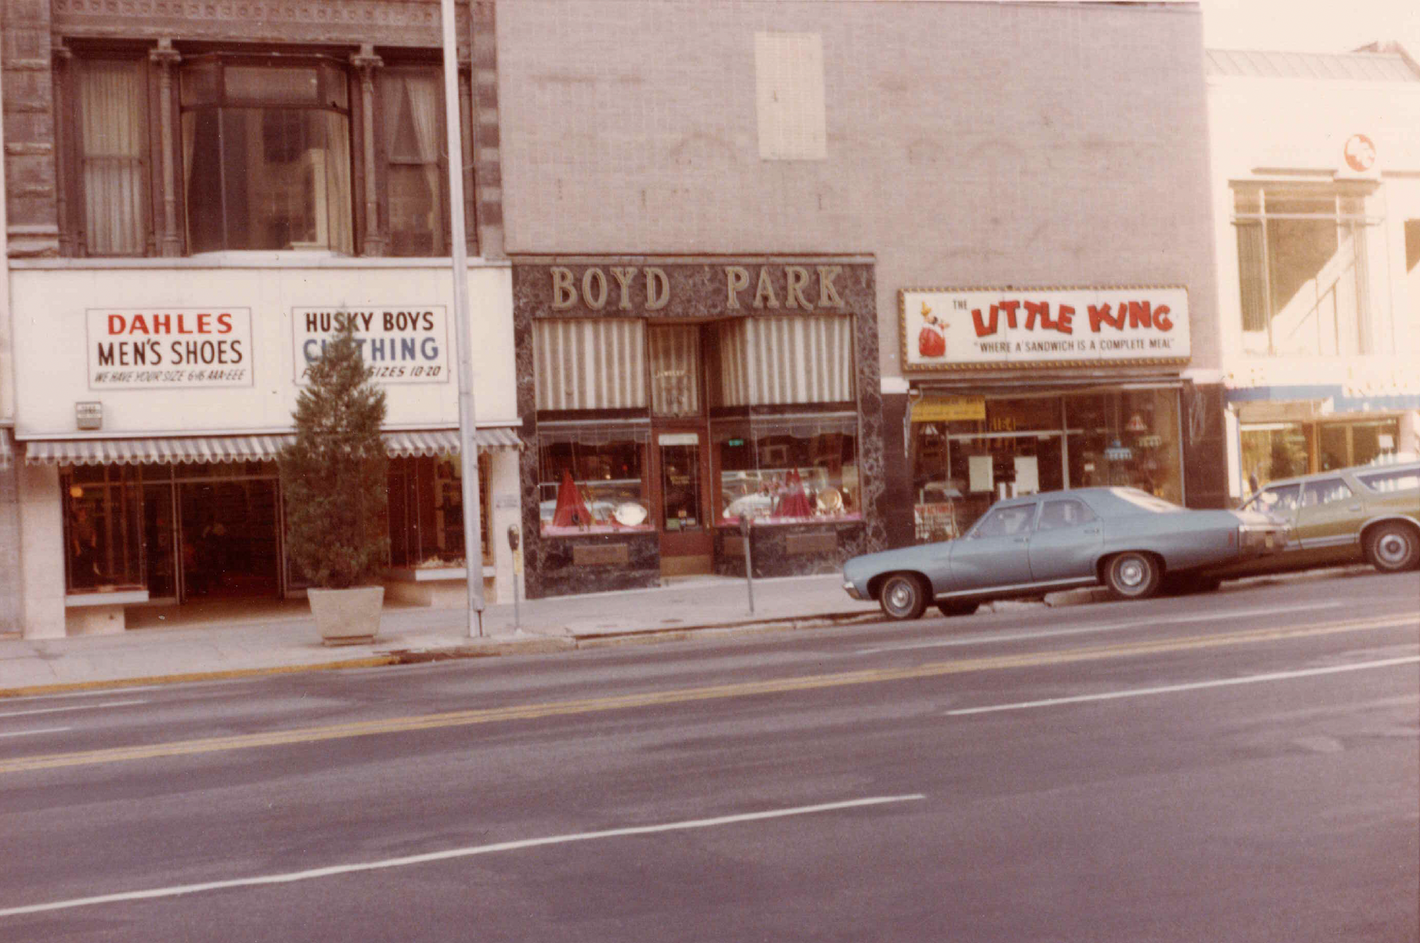 DAHLES
MEN'S SHOES
WE HAVE YOUR SIZE 6-16 AAA-EEE
HUSKY BOYS
CLOTHING
SIZES 10-20
BOYD PARK
JEWELRY
THE LITTLE KING
"WHERE A SANDWICH IS A COMPLETE MEAL"